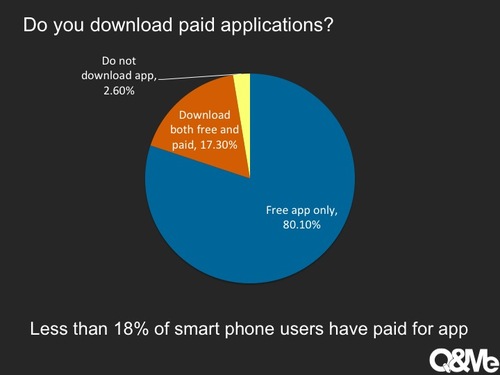 Do you download paid applications?
Do not
download app,
2.60%
Download
both free and
paid, 17.30%
Free app only,
80.10%
Less than 18% of smart phone users have paid for app
Q&Me